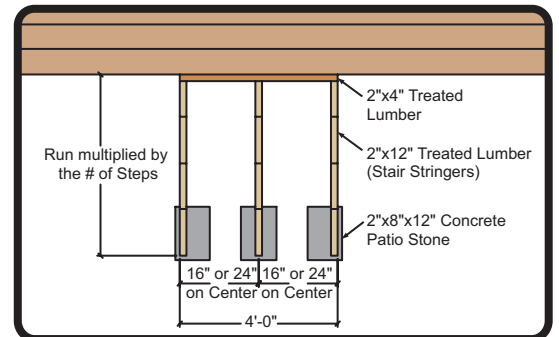 2"x4" Treated
Lumber
Run multiplied by
the # of Steps
2"x12" Treated Lumber
(Stair Stringers)
2"x8"x12" Concrete
Patio Stone
16" or 24" 16" or 24"
on Center on Center
4'-0"